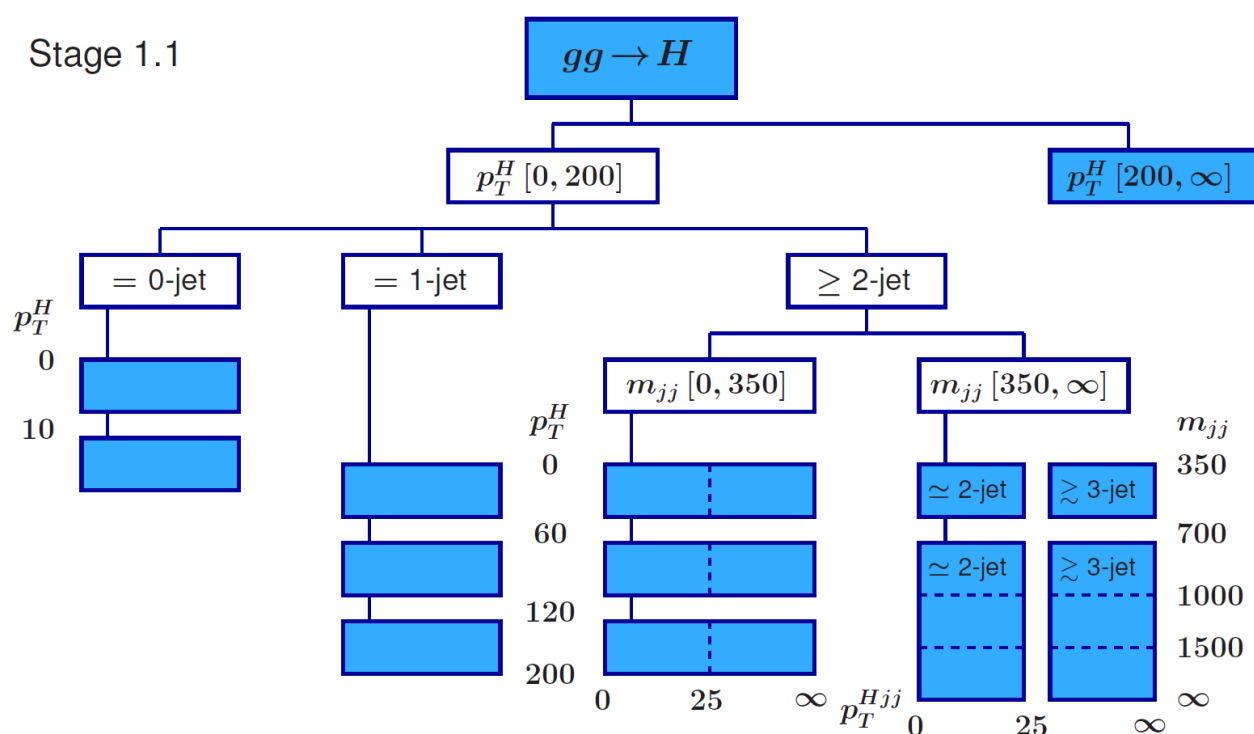 Stage 1.1
gg → H
p_T^H [0, 200]
p_T^H [200, ∞]
= 0-jet
= 1-jet
≥ 2-jet
p_T^H
0
10
m_jj [0, 350]
m_jj [350, ∞]
p_T^H
0
60
120
200
m_jj
350
700
1000
1500
∞
≃ 2-jet
≳ 3-jet
≃ 2-jet
≳ 3-jet
0 25 ∞
p_T^Hjj
0 25 ∞